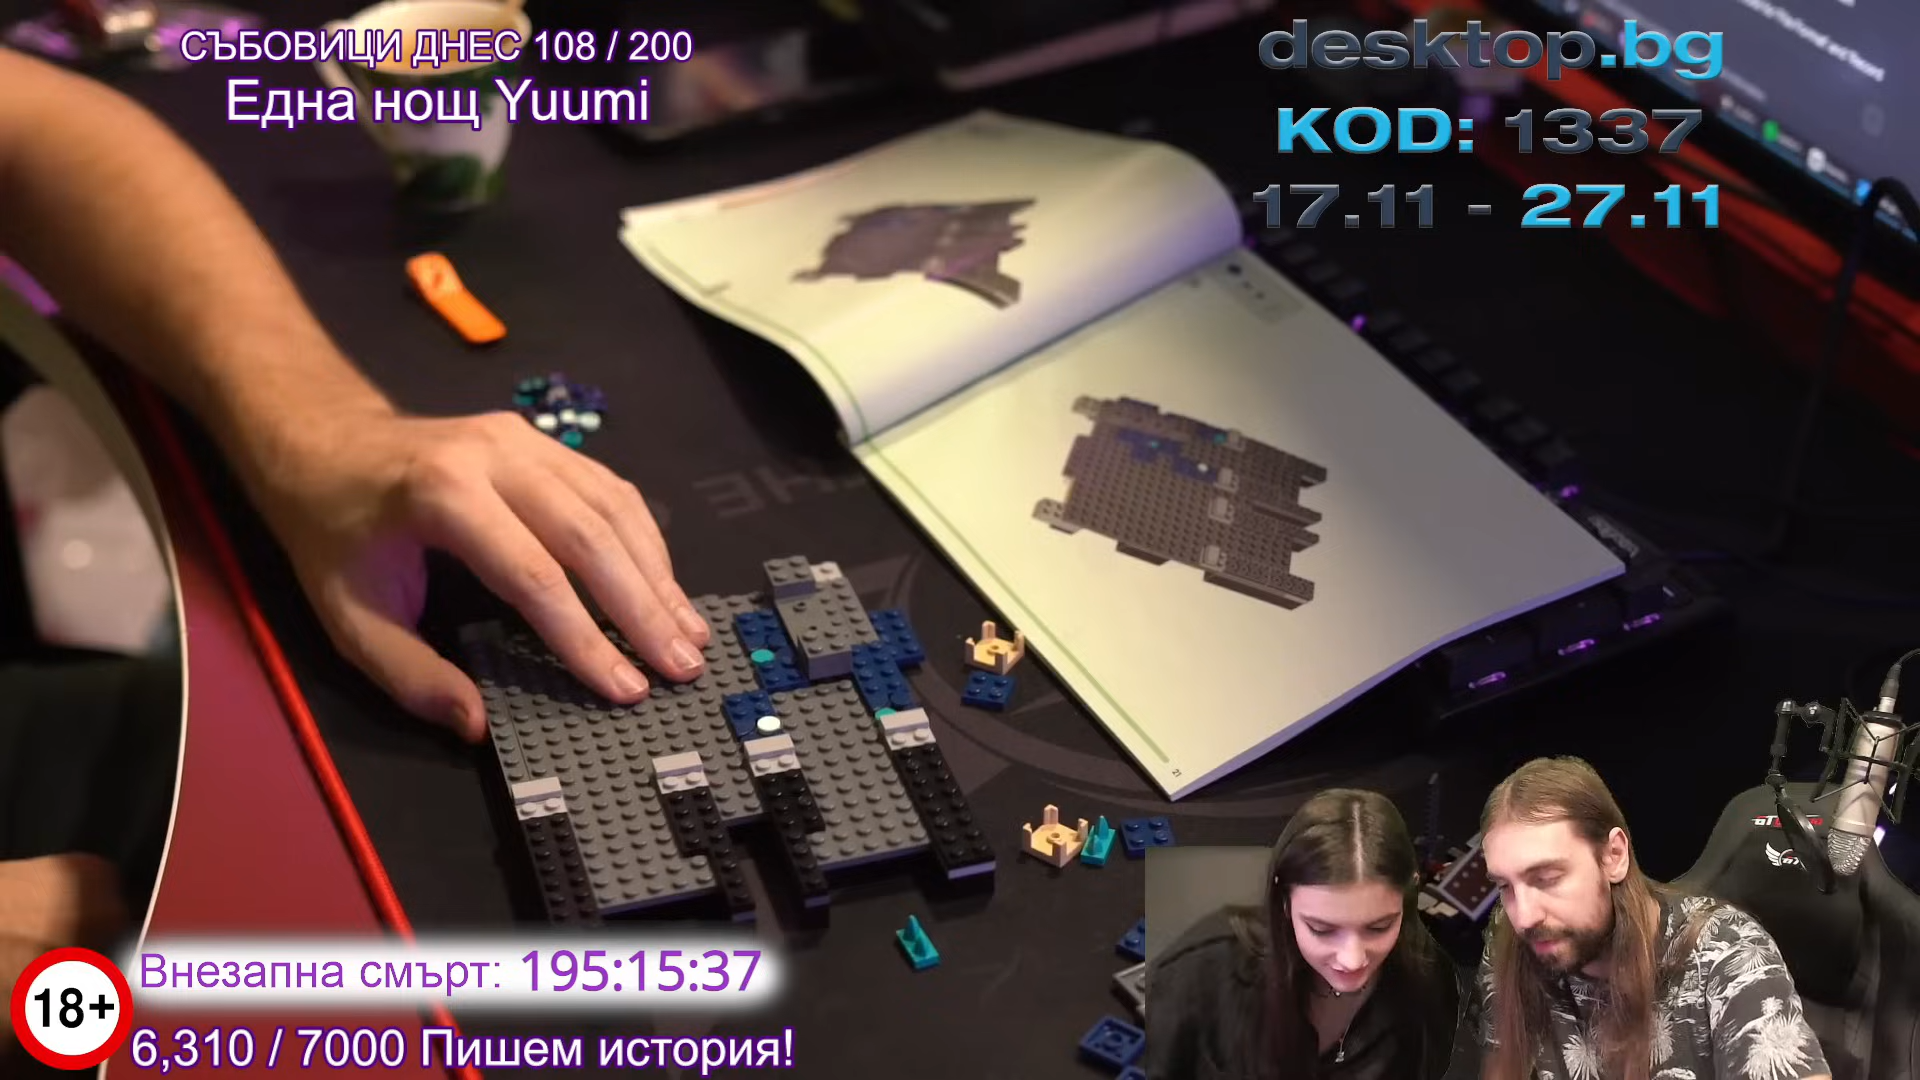 СЪБОВИЦИ ДНЕС 108 / 200
Една нощ Yuumi
desktop.bg
KOD: 1337
17.11 - 27.11
21
Внезапна смърт: 195:15:37
18+
6,310 / 7000 Пишем история!